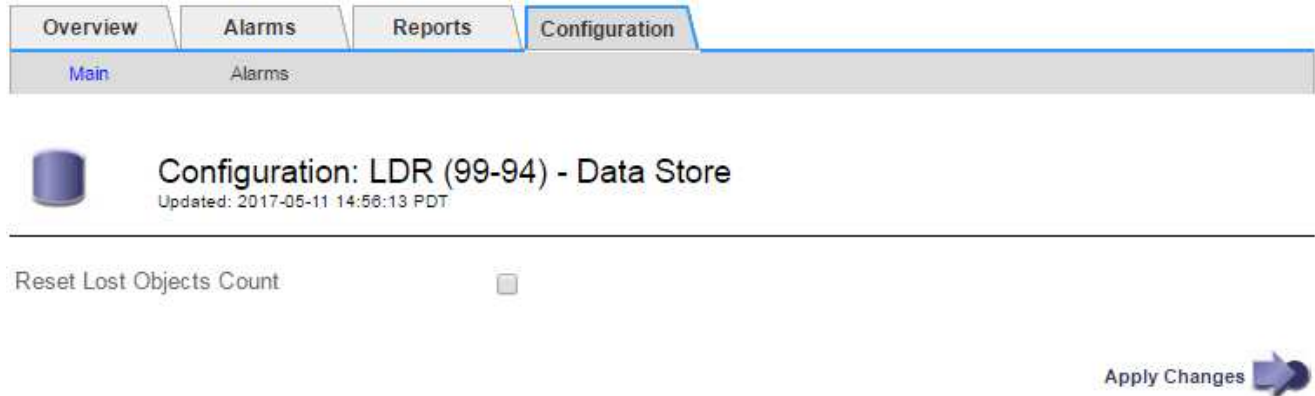 Overview Alarms Reports Configuration
Main Alarms
Configuration: LDR (99-94) - Data Store
Updated: 2017-05-11 14:56:13 PDT
Reset Lost Objects Count
Apply Changes